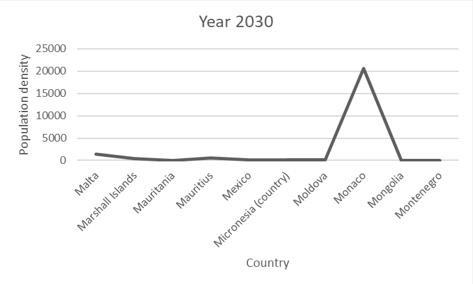 Year 2030
Population density
25000
20000
15000
10000
5000
0
Malta
Marshall Islands
Mauritania
Mauritius
Mexico
Micronesia (country)
Moldova
Monaco
Mongolia
Montenegro
Country